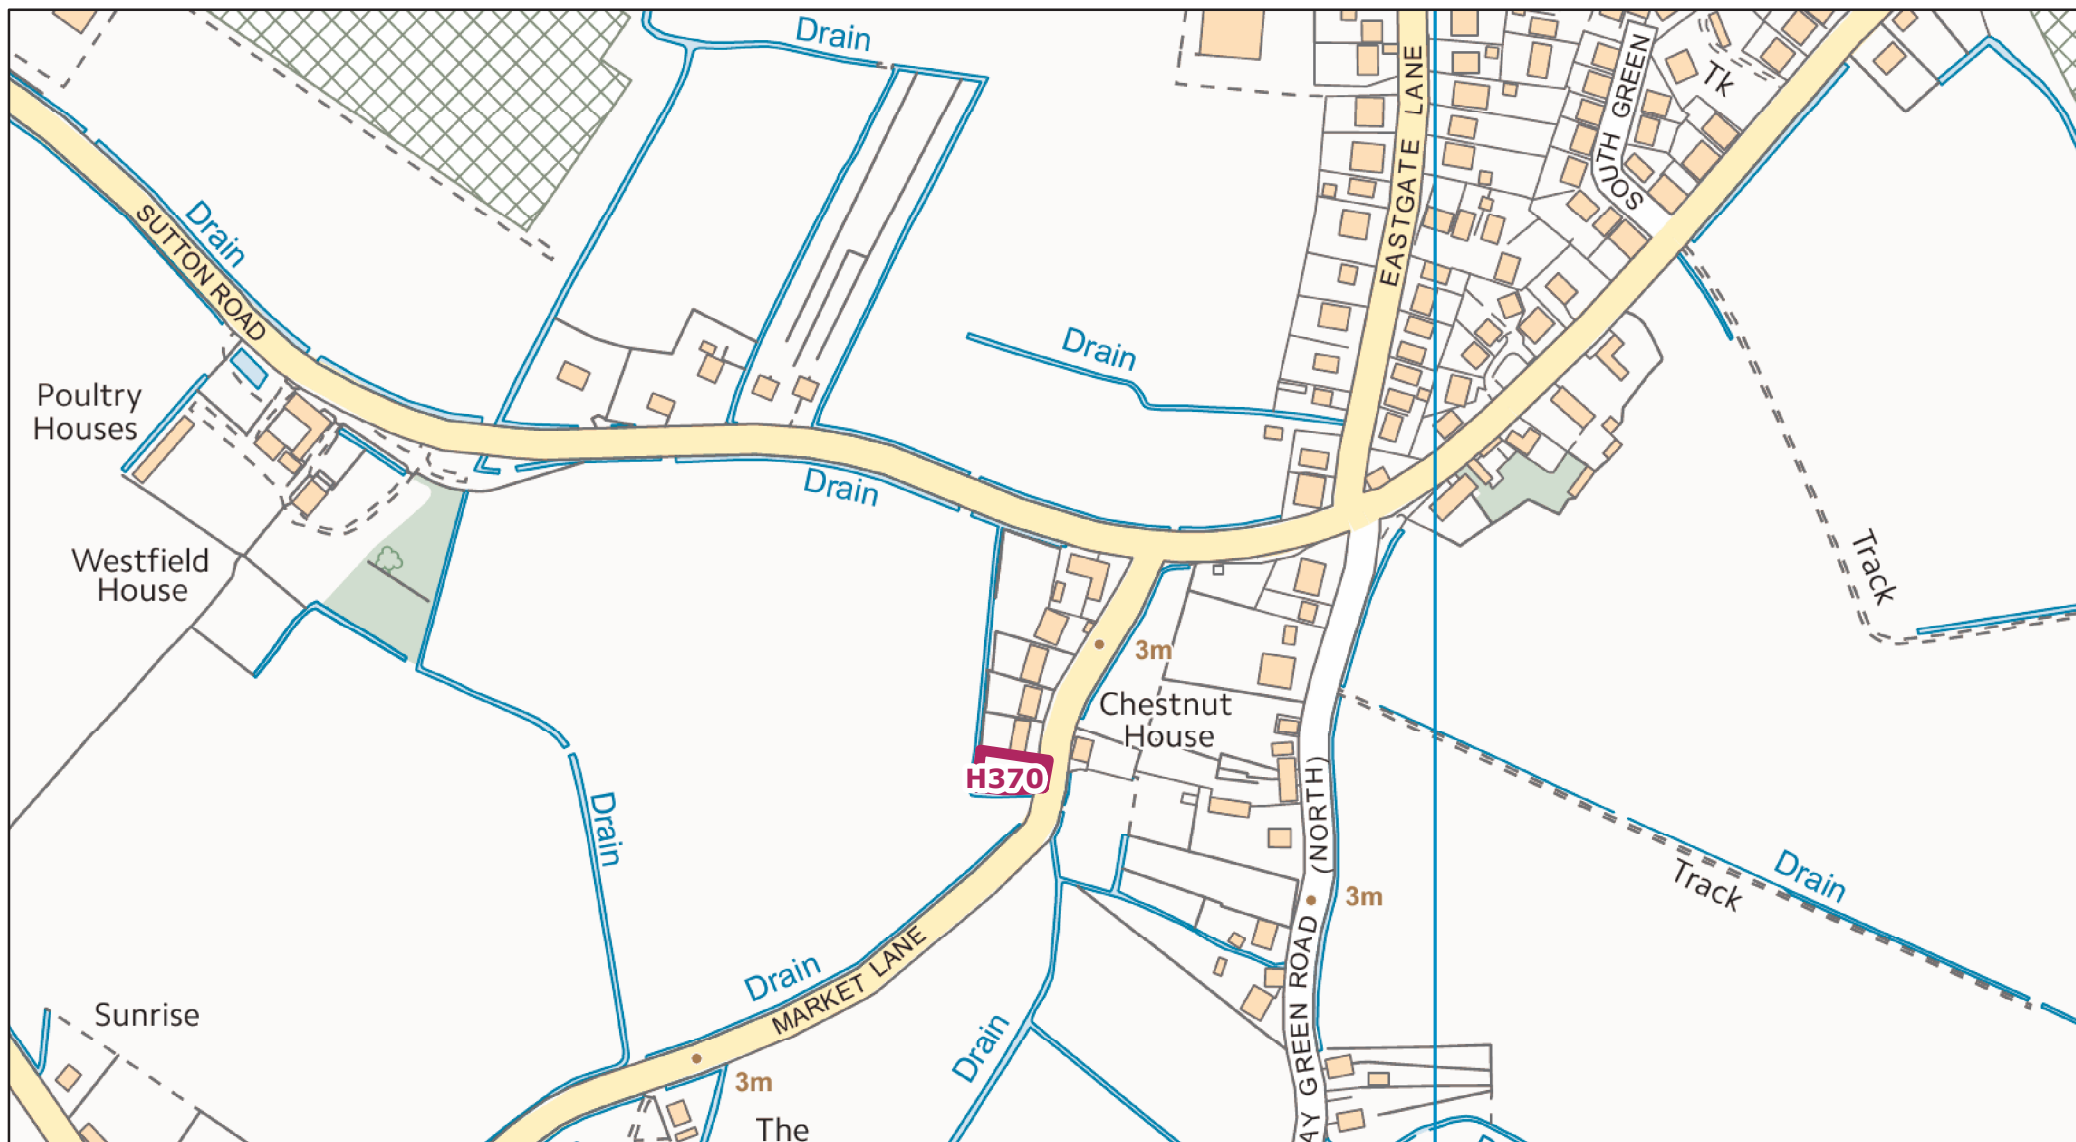 Drain
EASTGATE LANE
SOUTH GREEN
Tk
SUTTON ROAD
Drain
Drain
Poultry
Houses
Drain
Westfield
House
Track
3m
Chestnut
House
H370
(NORTH)
Drain
Track
Drain
3m
Drain
MARKET LANE
AY GREEN ROAD
Sunrise
Drain
3m
The